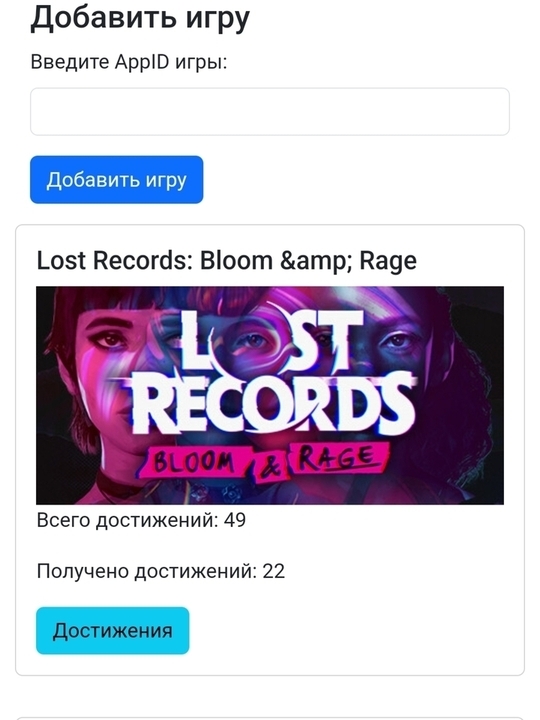 Добавить игру
Введите AppID игры:
Добавить игру
Lost Records: Bloom &amp; Rage
LOST
RECORDS
BLOOM & RAGE
Всего достижений: 49
Получено достижений: 22
Достижения